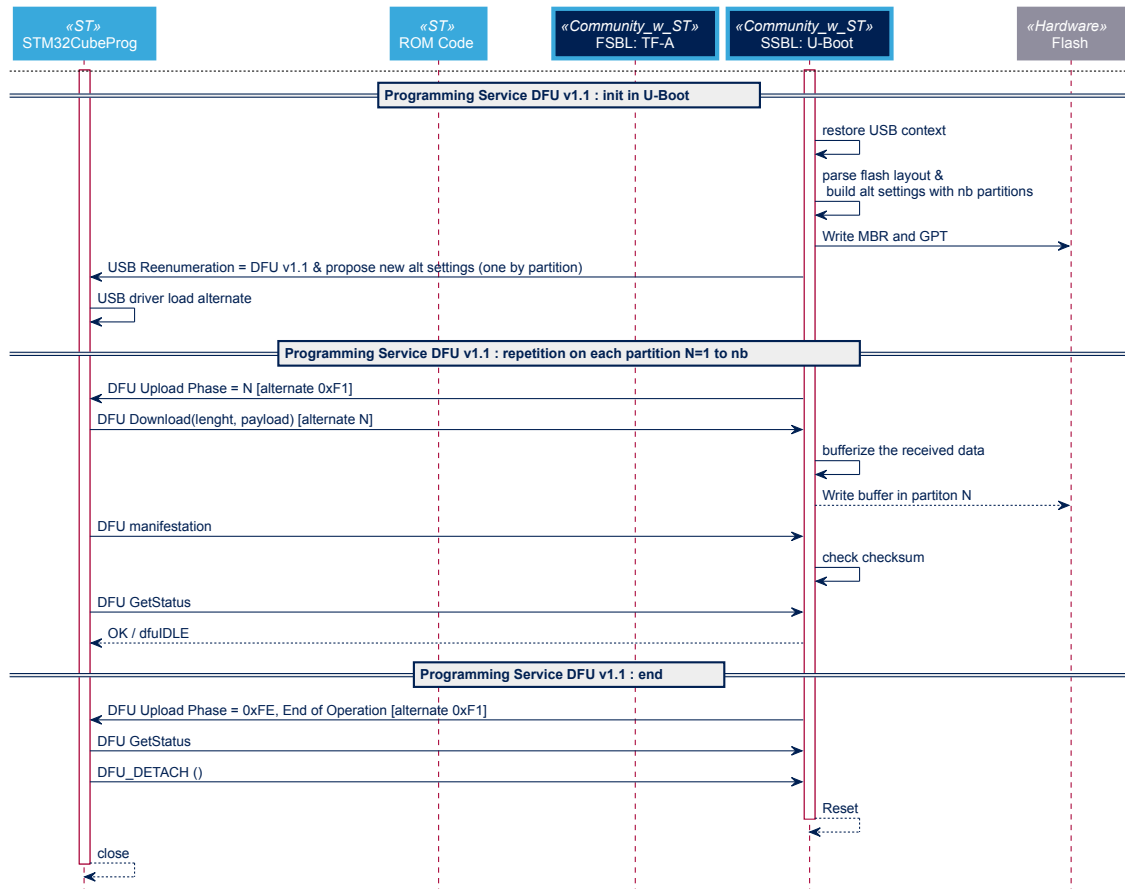 «ST»
STM32CubeProg
«ST»
ROM Code
«Community_w_ST»
FSBL: TF-A
«Community_w_ST»
SSBL: U-Boot
«Hardware»
Flash
Programming Service DFU v1.1 : init in U-Boot
restore USB context
parse flash layout &
build alt settings with nb partitions
Write MBR and GPT
USB Reenumeration = DFU v1.1 & propose new alt settings (one by partition)
USB driver load alternate
Programming Service DFU v1.1 : repetition on each partition N=1 to nb
DFU Upload Phase = N [alternate 0xF1]
DFU Download(lenght, payload) [alternate N]
bufferize the received data
Write buffer in partiton N
DFU manifestation
check checksum
DFU GetStatus
OK / dfuIDLE
Programming Service DFU v1.1 : end
DFU Upload Phase = 0xFE, End of Operation [alternate 0xF1]
DFU GetStatus
DFU_DETACH ()
Reset
close